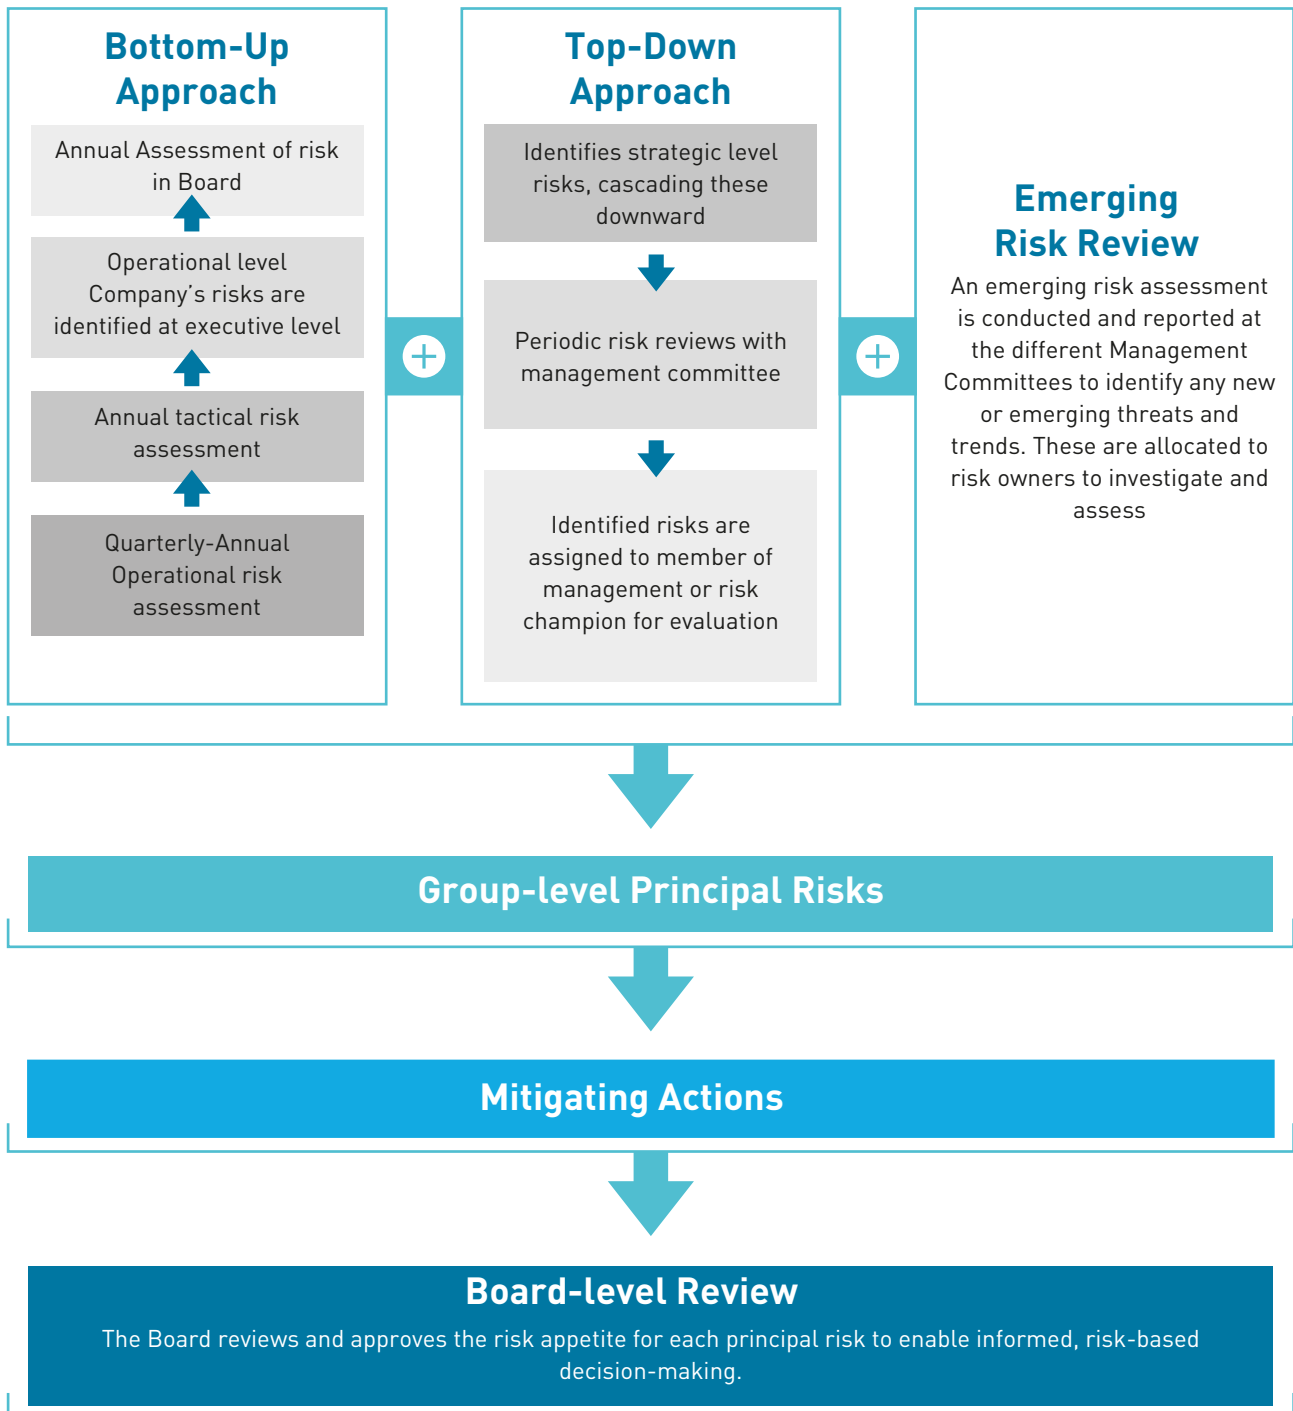 Bottom-Up
Approach
Annual Assessment of risk
in Board
Operational level
Company’s risks are
identified at executive level
Annual tactical risk
assessment
Quarterly-Annual
Operational risk
assessment
Top-Down
Approach
Identifies strategic level
risks, cascading these
downward
Periodic risk reviews with
management committee
Identified risks are
assigned to member of
management or risk
champion for evaluation
Emerging
Risk Review
An emerging risk assessment
is conducted and reported at
the different Management
Committees to identify any new
or emerging threats and
trends. These are allocated to
risk owners to investigate and
assess
Group-level Principal Risks
Mitigating Actions
Board-level Review
The Board reviews and approves the risk appetite for each principal risk to enable informed, risk-based
decision-making.